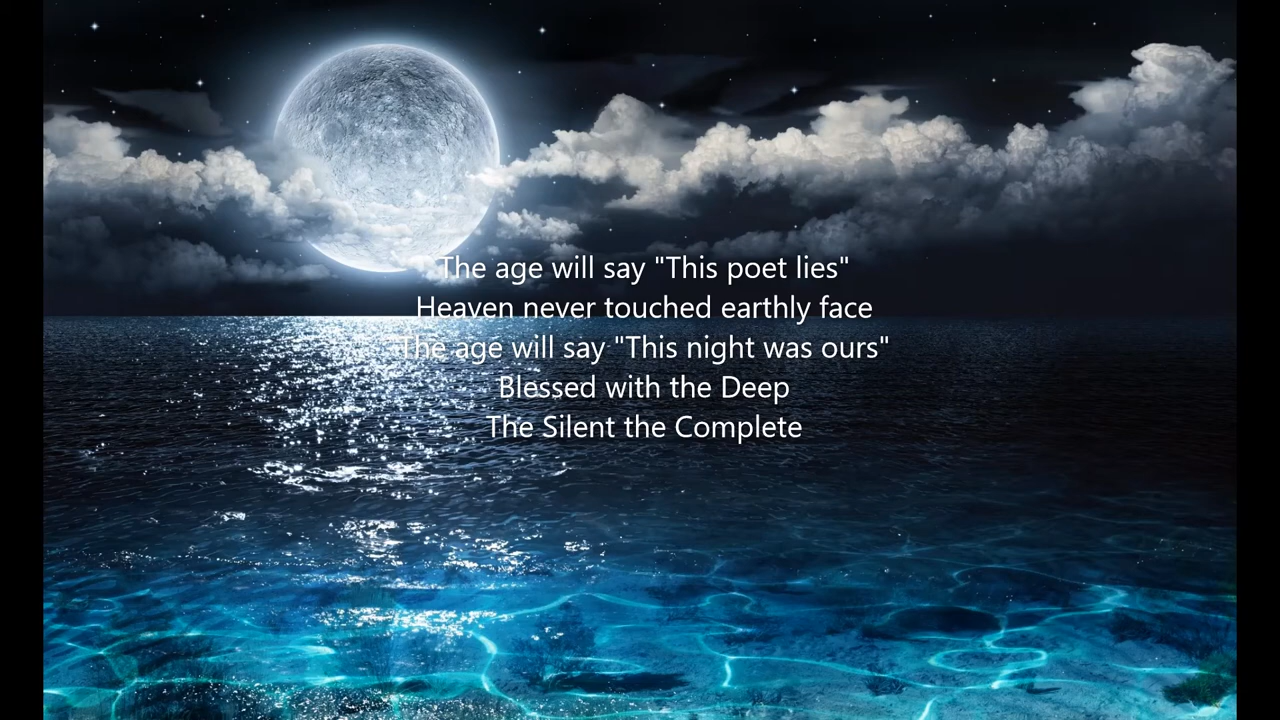 The age will say "This poet lies"
Heaven never touched earthly face
The age will say "This night was ours"
Blessed with the Deep
The Silent the Complete